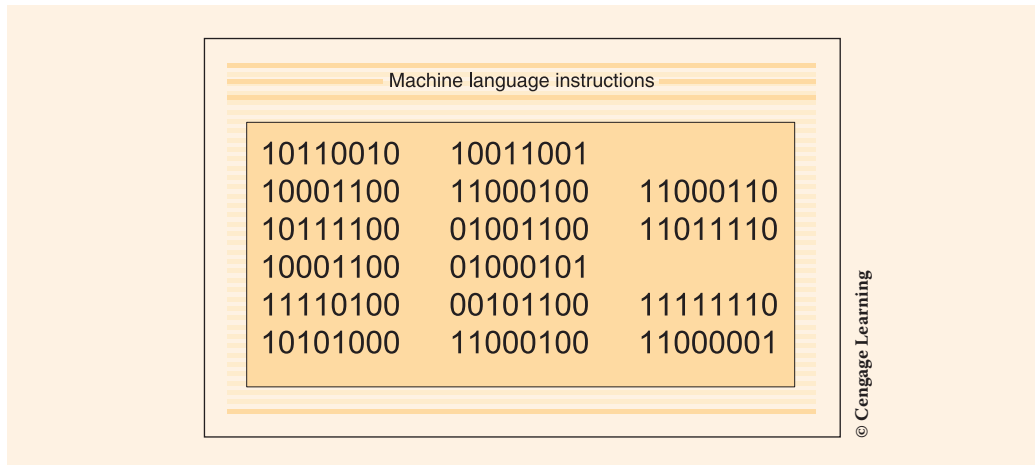 Machine language instructions
10110010 10011001
10001100 11000100 11000110
10111100 01001100 11011110
10001100 01000101
11110100 00101100 11111110
10101000 11000100 11000001
© Cengage Learning